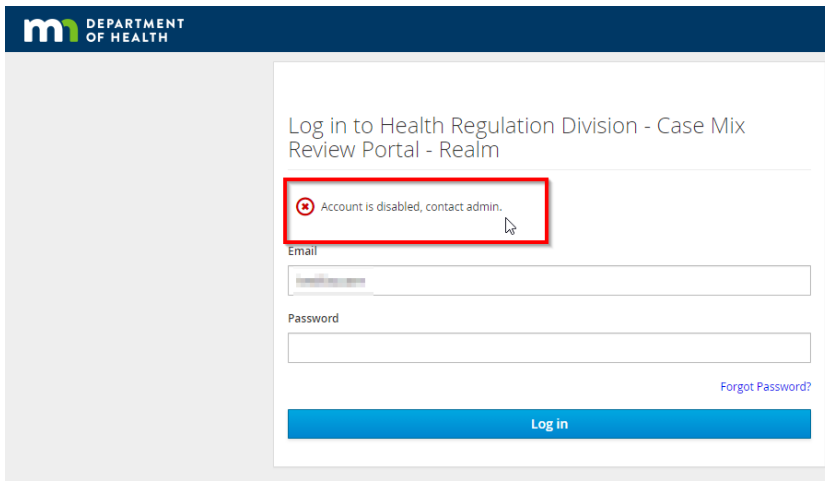 DEPARTMENT
OF HEALTH
Log in to Health Regulation Division - Case Mix
Review Portal - Realm
Account is disabled, contact admin.
Email
Password
Forgot Password?
Log in